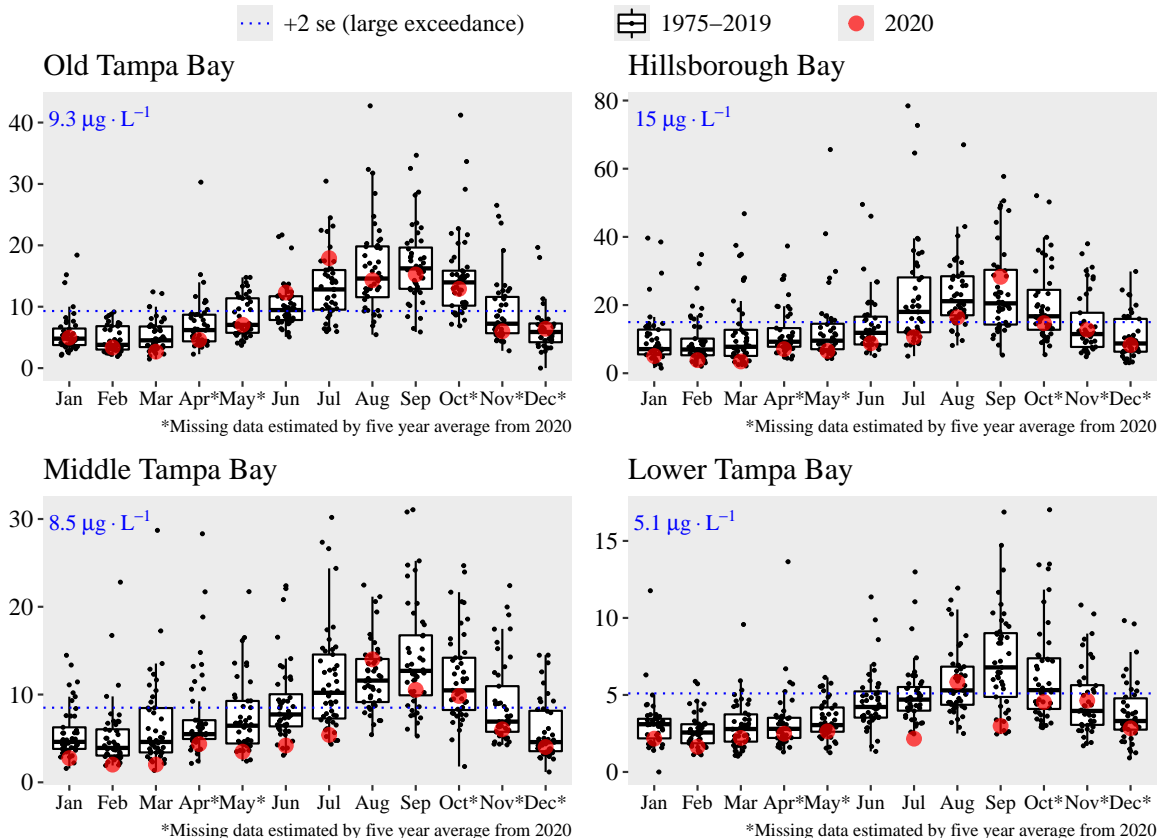 +2 se (large exceedance) 1975–2019 2020
Old Tampa Bay
9.3 μg · L⁻¹
40
30
20
10
0
Jan Feb Mar Apr* May* Jun Jul Aug Sep Oct* Nov* Dec*
*Missing data estimated by five year average from 2020
Hillsborough Bay
15 μg · L⁻¹
80
60
40
20
0
Jan Feb Mar Apr* May* Jun Jul Aug Sep Oct* Nov* Dec*
*Missing data estimated by five year average from 2020
Middle Tampa Bay
8.5 μg · L⁻¹
30
20
10
0
Jan Feb Mar Apr* May* Jun Jul Aug Sep Oct* Nov* Dec*
*Missing data estimated by five year average from 2020
Lower Tampa Bay
5.1 μg · L⁻¹
15
10
5
0
Jan Feb Mar Apr* May* Jun Jul Aug Sep Oct* Nov* Dec*
*Missing data estimated by five year average from 2020